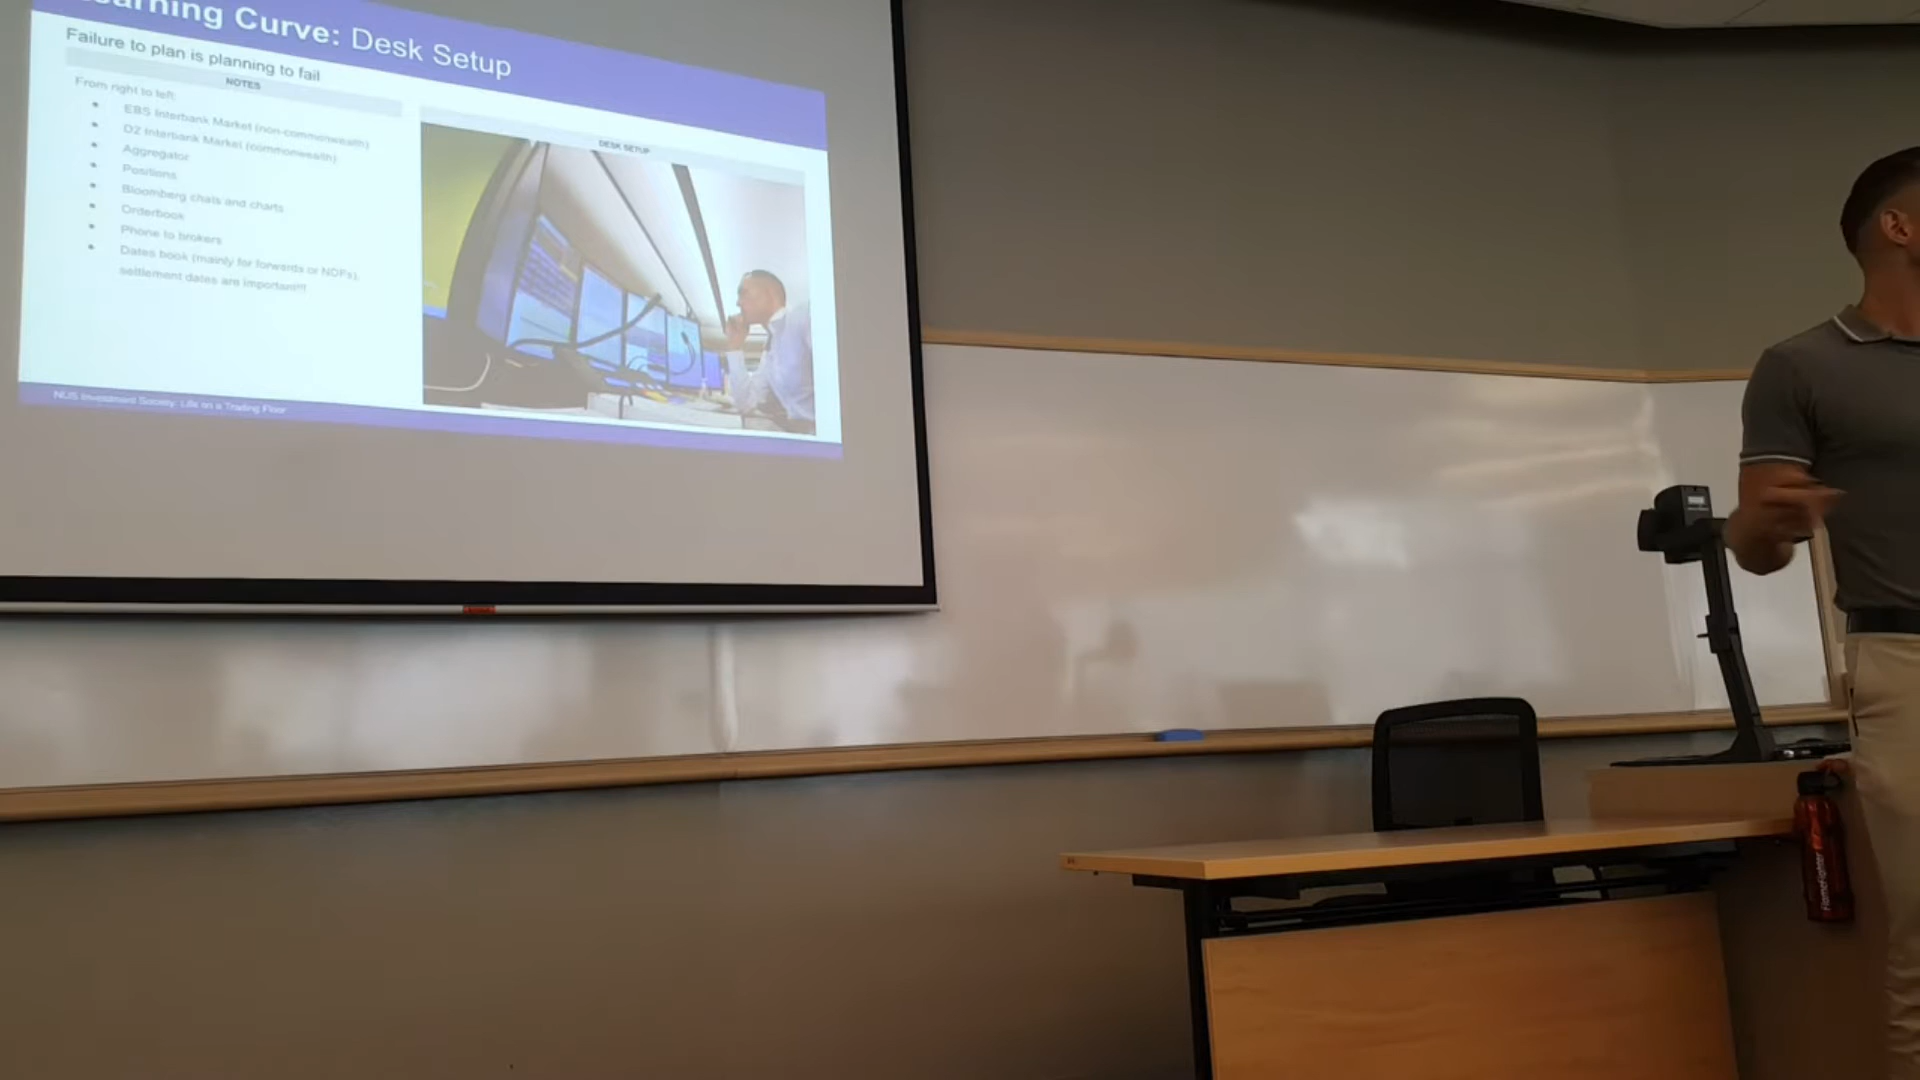 Learning Curve: Desk Setup
Failure to plan is planning to fail
NOTES
From right to left:
EBS Interbank Market (non-commonwealth)
D2 Interbank Market (commonwealth)
Aggregator
Positions
Bloomberg chats and charts
Orderbook
Phone to brokers
Dates book (mainly for forwards or NDFs),
settlement dates are important!!!
DESK SETUP
NUS Investment Society: Life on a Trading Floor